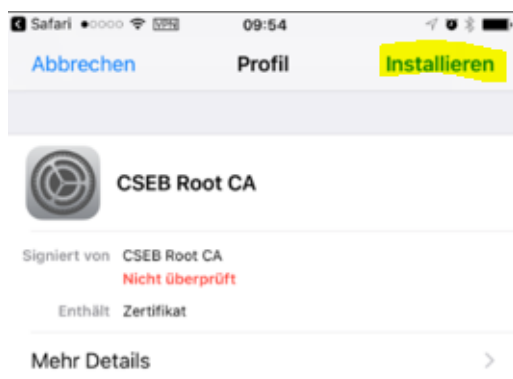 Safari VPN 09:54
Abbrechen Profil Installieren
CSEB Root CA
Signiert von CSEB Root CA
Nicht überprüft
Enthält Zertifikat
Mehr Details